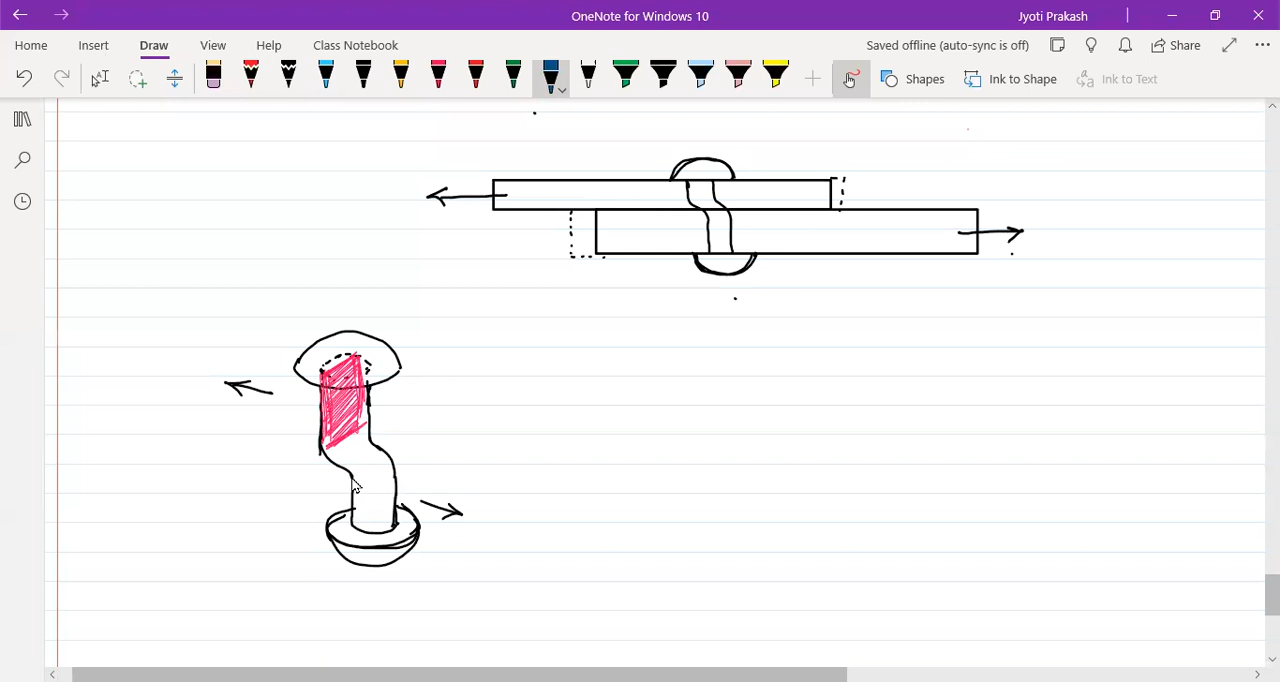 OneNote for Windows 10
Jyoti Prakash
Home Insert Draw View Help Class Notebook
Saved offline (auto-sync is off) Share
Shapes Ink to Shape Ink to Text